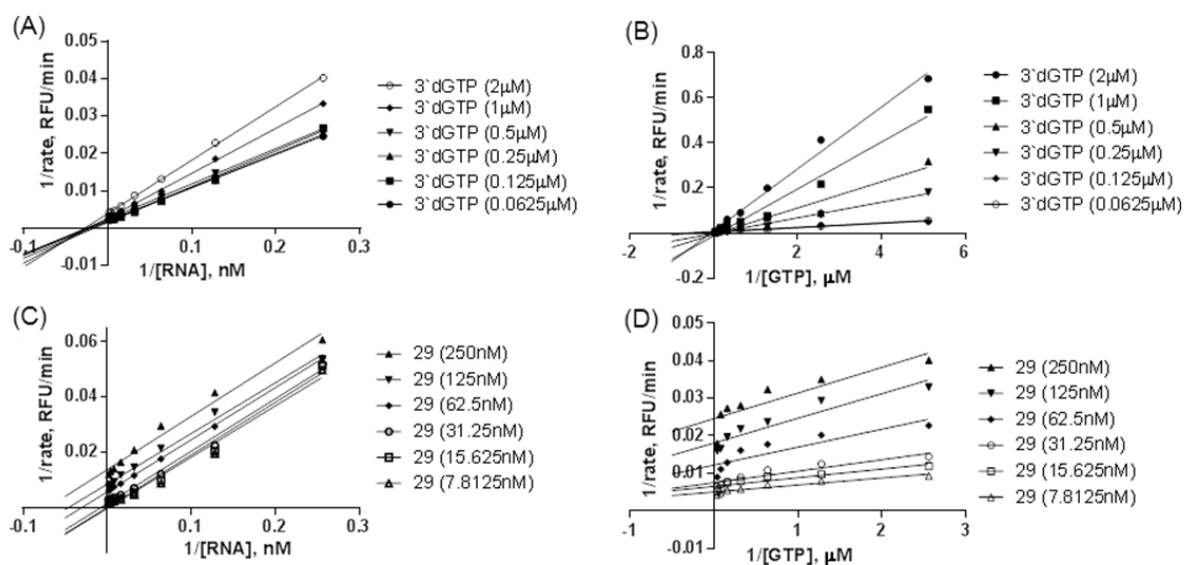 (A)
1/rate, RFU/min
0.05
0.04
0.03
0.02
0.01
-0.01
-0.1
0.0
0.1
0.2
0.3
1/[RNA], nM
3`dGTP (2µM)
3`dGTP (1µM)
3`dGTP (0.5µM)
3`dGTP (0.25µM)
3`dGTP (0.125µM)
3`dGTP (0.0625µM)
(B)
1/rate, RFU/min
0.8
0.6
0.4
0.2
-0.2
-2
2
4
6
1/[GTP], µM
3`dGTP (2µM)
3`dGTP (1µM)
3`dGTP (0.5µM)
3`dGTP (0.25µM)
3`dGTP (0.125µM)
3`dGTP (0.0625µM)
(C)
1/rate, RFU/min
0.06
0.04
0.02
-0.1
0.0
0.1
0.2
0.3
1/[RNA], nM
29 (250nM)
29 (125nM)
29 (62.5nM)
29 (31.25nM)
29 (15.625nM)
29 (7.8125nM)
(D)
1/rate, RFU/min
0.05
0.04
0.03
0.02
0.01
-0.01
-1
1
2
3
1/[GTP], µM
29 (250nM)
29 (125nM)
29 (62.5nM)
29 (31.25nM)
29 (15.625nM)
29 (7.8125nM)